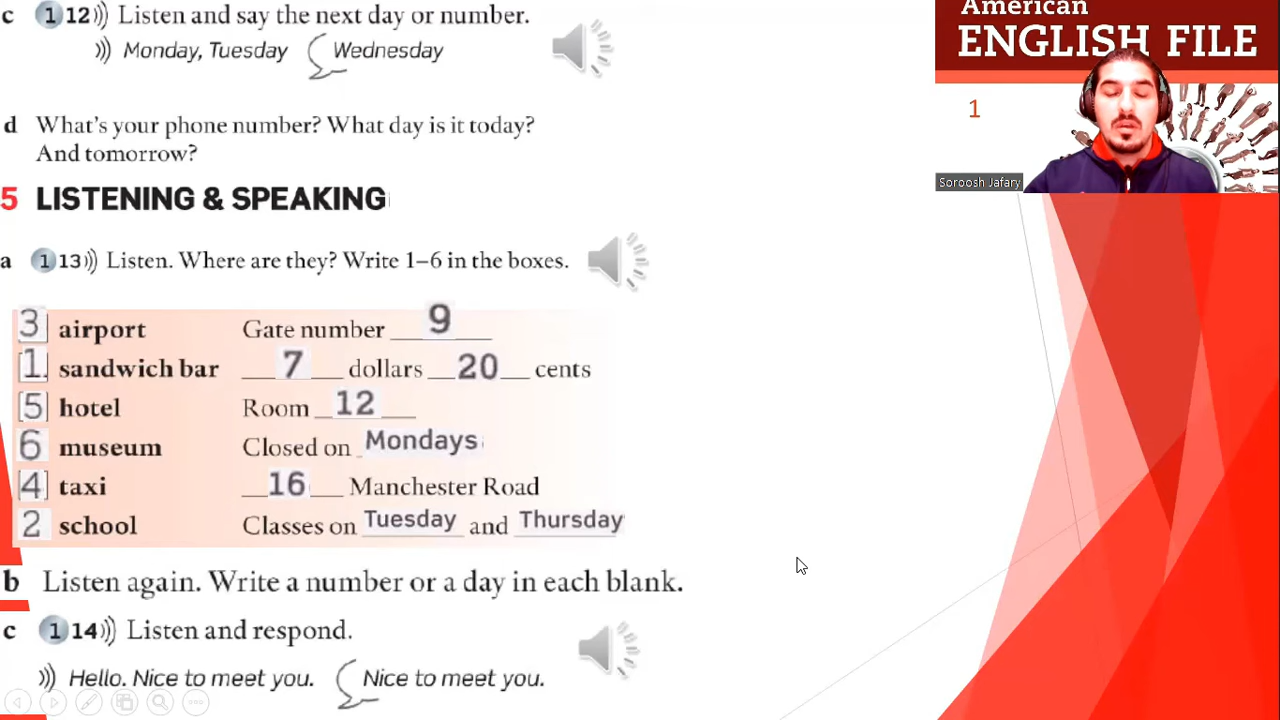 c 1 12)) Listen and say the next day or number.
)) Monday, Tuesday Wednesday
d What's your phone number? What day is it today?
And tomorrow?
5 LISTENING & SPEAKING
a 1 13)) Listen. Where are they? Write 1–6 in the boxes.
3 airport Gate number 9
1. sandwich bar 7 dollars 20 cents
5 hotel Room 12
6 museum Closed on Mondays
4 taxi 16 Manchester Road
2 school Classes on Tuesday and Thursday
b Listen again. Write a number or a day in each blank.
c 1 14)) Listen and respond.
)) Hello. Nice to meet you. Nice to meet you.
American
ENGLISH FILE
1
Soroosh Jafary